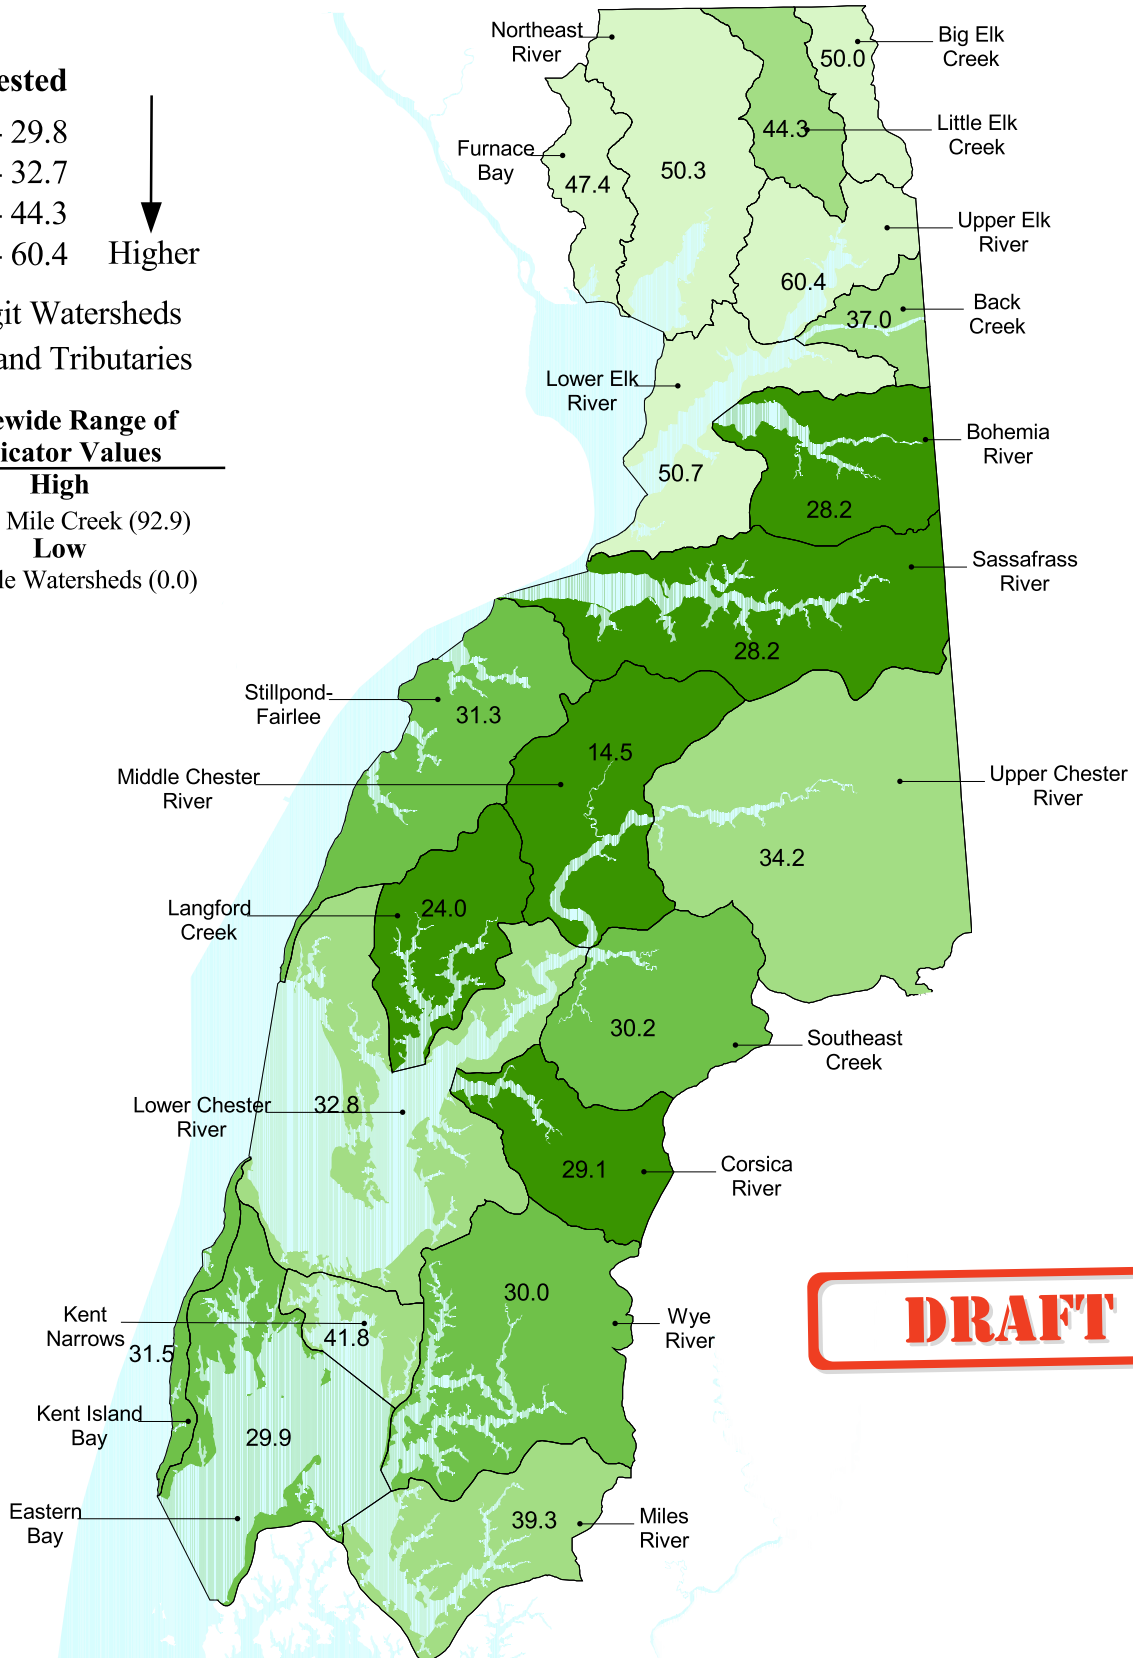 ested
- 29.8
- 32.7
- 44.3
- 60.4
Higher
git Watersheds
and Tributaries
ewide Range of
icator Values
High
Mile Creek (92.9)
Low
le Watersheds (0.0)
Northeast
River
Big Elk
Creek
50.0
Little Elk
Creek
44.3
Furnace
Bay
47.4
50.3
Upper Elk
River
60.4
Back
Creek
37.0
Lower Elk
River
50.7
Bohemia
River
28.2
Sassafrass
River
28.2
Stillpond-
Fairlee
31.3
14.5
Middle Chester
River
Upper Chester
River
34.2
Langford
Creek
24.0
30.2
Southeast
Creek
Lower Chester
River
32.8
29.1
Corsica
River
30.0
Kent
Narrows
41.8
Wye
River
31.5
Kent Island
Bay
29.9
Eastern
Bay
39.3
Miles
River
DRAFT